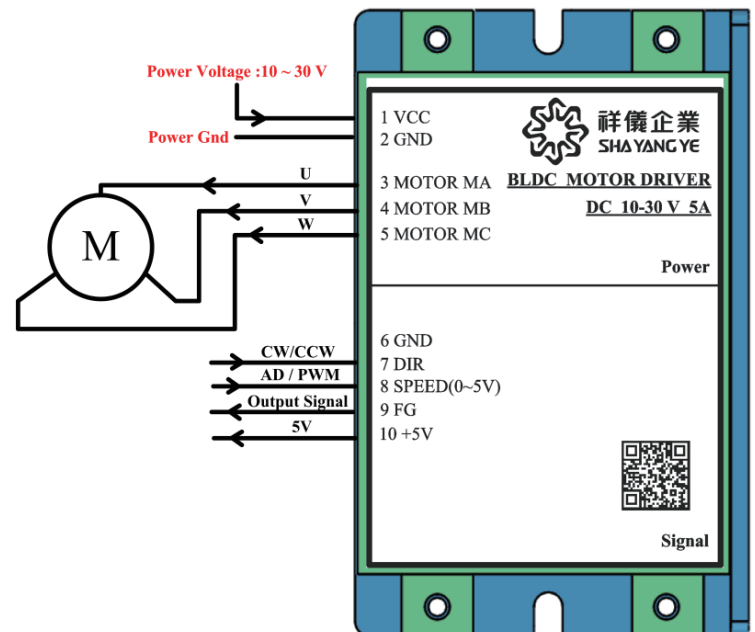 Power Voltage :10 ~ 30 V
Power Gnd
U
V
W
M
CW/CCW
AD / PWM
Output Signal
5V
1 VCC
2 GND
祥儀企業
SHAYANG YE
3 MOTOR MA
4 MOTOR MB
5 MOTOR MC
BLDC MOTOR DRIVER
DC 10-30 V 5A
Power
6 GND
7 DIR
8 SPEED(0~5V)
9 FG
10 +5V
Signal